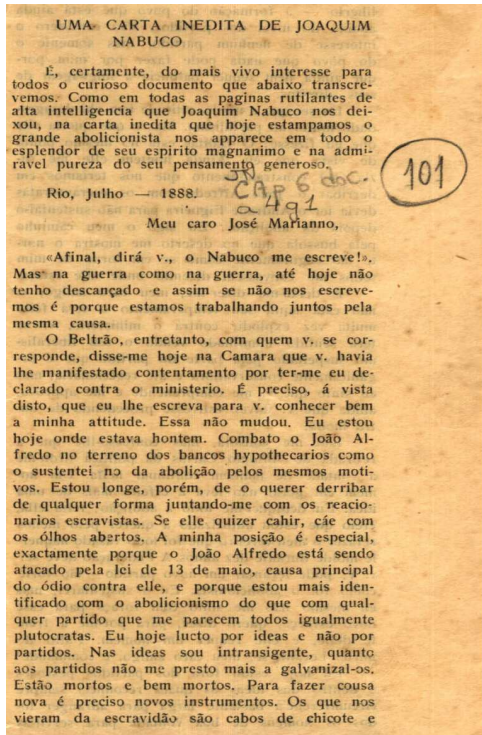 UMA CARTA INEDITA DE JOAQUIM
NABUCO
É, certamente, do mais vivo interesse para
todos o curioso documento que abaixo transcre-
vemos. Como em todas as paginas rutilantes de
alta intelligencia que Joaquim Nabuco nos dei-
xou, na carta inedita que hoje estampamos o
grande abolicionista nos apparece em todo o
esplendor de seu espirito magnanimo e na admi-
ravel pureza do seu pensamento generoso.
JN
CAp 6 doc.
101
Rio, Julho — 1888.
a4g1
Meu caro José Marianno,
«Afinal, dirá v., o Nabuco me escreve!».
Mas na guerra como na guerra, até hoje não
tenho descançado e assim se não nos escreve-
mos é porque estamos trabalhando juntos pela
mesma causa.
O Beltrão, entretanto, com quem v. se cor-
responde, disse-me hoje na Camara que v. havia
lhe manifestado contentamento por ter-me eu de-
clarado contra o ministerio. É preciso, á vista
disto, que eu lhe escreva para v. conhecer bem
a minha attitude. Essa não mudou. Eu estou
hoje onde estava hontem. Combato o João Al-
fredo no terreno dos bancos hypothecarios como
o sustentei no da abolição pelos mesmos moti-
vos. Estou longe, porém, de o querer derribar
de qualquer forma juntando-me com os reacio-
narios escravistas. Se elle quizer cahir, cáe com
os ólhos abertos. A minha posição é especial,
exactamente porque o João Alfredo está sendo
atacado pela lei de 13 de maio, causa principal
do ódio contra elle, e porque estou mais iden-
tificado com o abolicionismo do que com qual-
quer partido que me parecem todos igualmente
plutocratas. Eu hoje lucto por ideas e não por
partidos. Nas ideas sou intransigente, quanto
aos partidos não me presto mais a galvanizal-os.
Estão mortos e bem mortos. Para fazer cousa
nova é preciso novos instrumentos. Os que nos
vieram da escravidão são cabos de chicote e